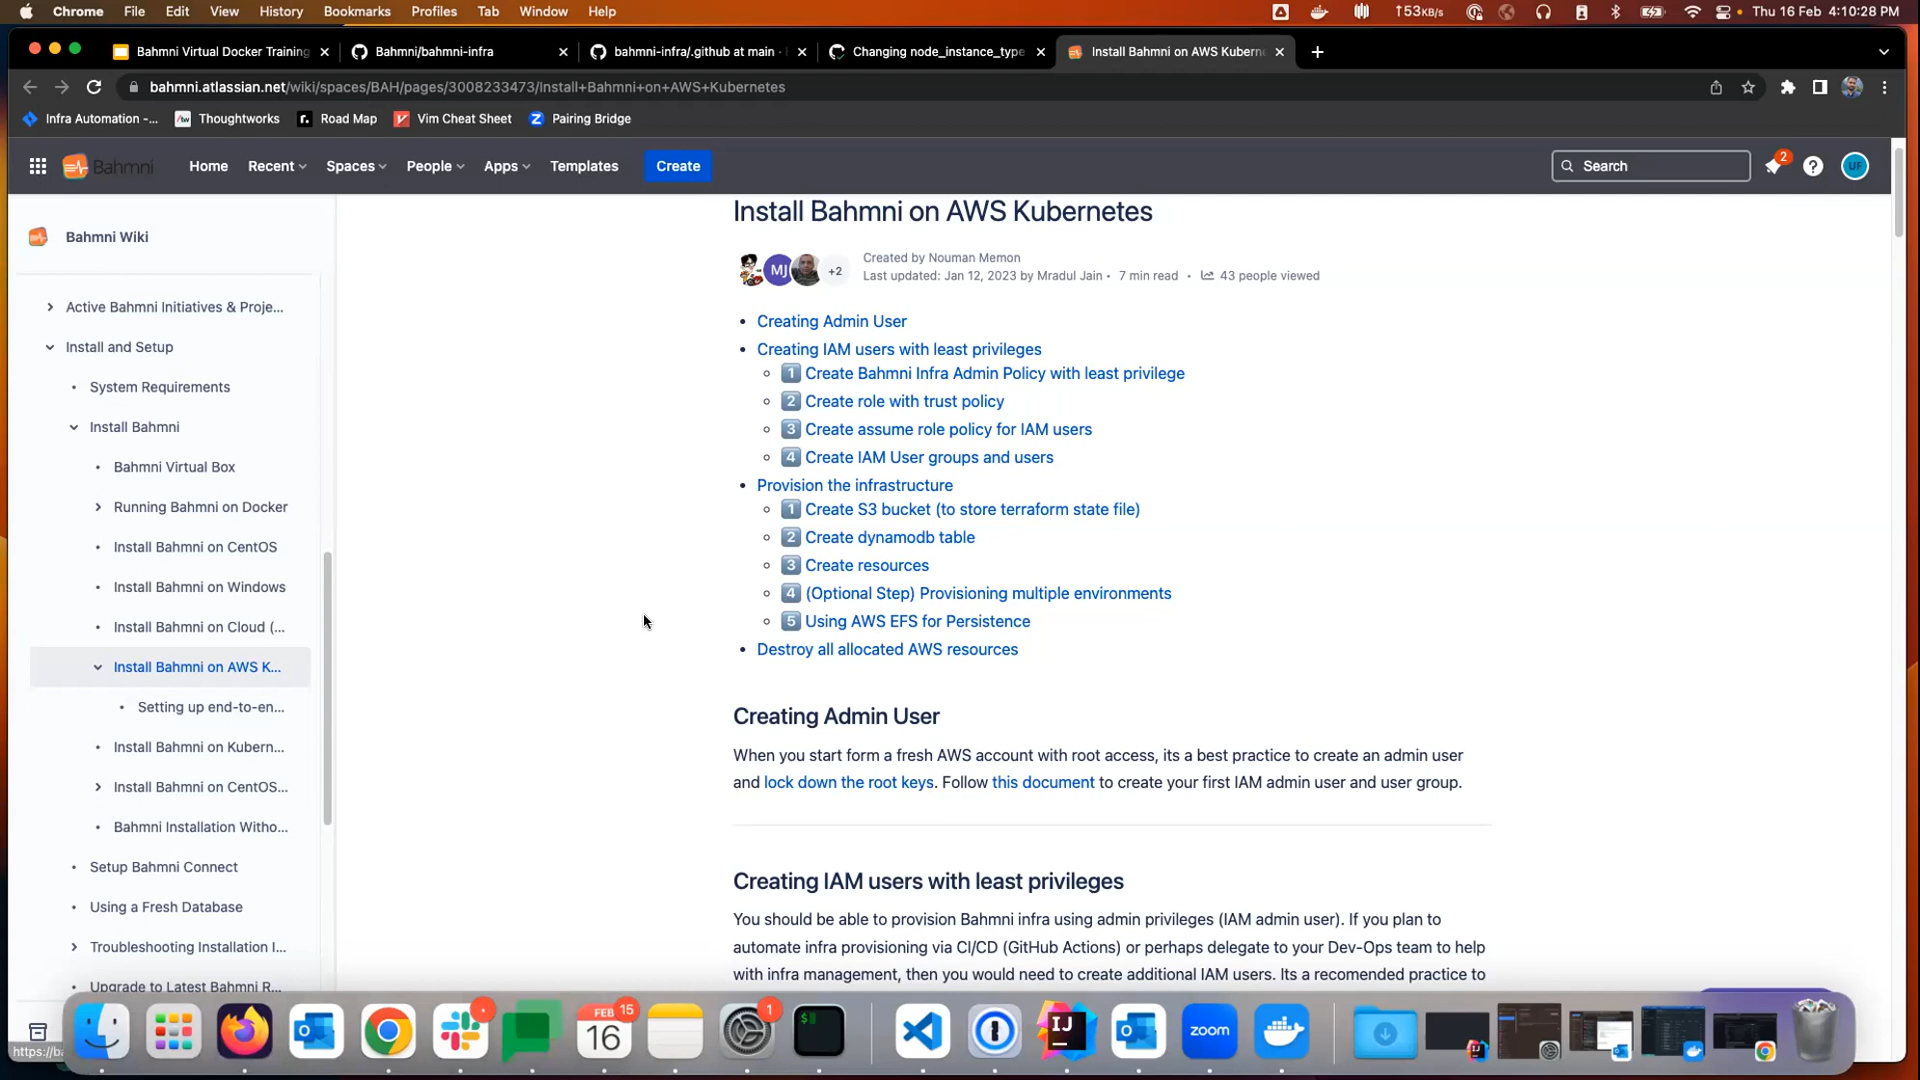 Chrome File Edit View History Bookmarks Profiles Tab Window Help
↑53KB/s
Thu 16 Feb 4:10:28 PM
Bahmni Virtual Docker Training
Bahmni/bahmni-infra
bahmni-infra/.github at main ·
Changing node_instance_type
Install Bahmni on AWS Kubern
bahmni.atlassian.net/wiki/spaces/BAH/pages/3008233473/Install+Bahmni+on+AWS+Kubernetes
Infra Automation -...
/tw Thoughtworks
r. Road Map
Vim Cheat Sheet
Z Pairing Bridge
Bahmni
Home
Recent
Spaces
People
Apps
Templates
Create
Search
2
UF
Bahmni Wiki
Active Bahmni Initiatives & Proje...
Install and Setup
System Requirements
Install Bahmni
Bahmni Virtual Box
Running Bahmni on Docker
Install Bahmni on CentOS
Install Bahmni on Windows
Install Bahmni on Cloud (...
Install Bahmni on AWS K...
Setting up end-to-en...
Install Bahmni on Kubern...
Install Bahmni on CentOS...
Bahmni Installation Witho...
Setup Bahmni Connect
Using a Fresh Database
Troubleshooting Installation I...
Upgrade to Latest Bahmni R...
https://ba
Install Bahmni on AWS Kubernetes
MJ
+2
Created by Nouman Memon
Last updated: Jan 12, 2023 by Mradul Jain • 7 min read • 43 people viewed
• Creating Admin User
• Creating IAM users with least privileges
1 Create Bahmni Infra Admin Policy with least privilege
2 Create role with trust policy
3 Create assume role policy for IAM users
4 Create IAM User groups and users
• Provision the infrastructure
1 Create S3 bucket (to store terraform state file)
2 Create dynamodb table
3 Create resources
4 (Optional Step) Provisioning multiple environments
5 Using AWS EFS for Persistence
• Destroy all allocated AWS resources
Creating Admin User
When you start form a fresh AWS account with root access, its a best practice to create an admin user
and lock down the root keys. Follow this document to create your first IAM admin user and user group.
Creating IAM users with least privileges
You should be able to provision Bahmni infra using admin privileges (IAM admin user). If you plan to
automate infra provisioning via CI/CD (GitHub Actions) or perhaps delegate to your Dev-Ops team to help
with infra management, then you would need to create additional IAM users. Its a recomended practice to
FEB
15
16
1
$
IJ
zoom